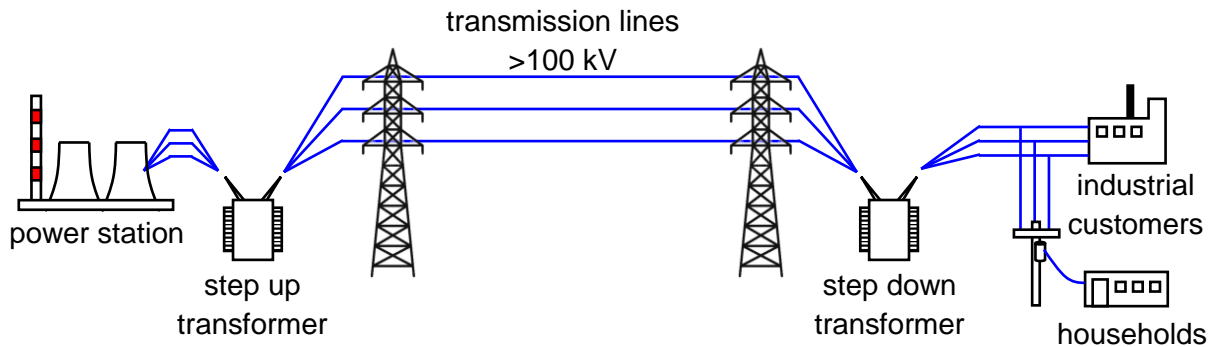 transmission lines
>100 kV
power station
step up
transformer
step down
transformer
industrial
customers
households